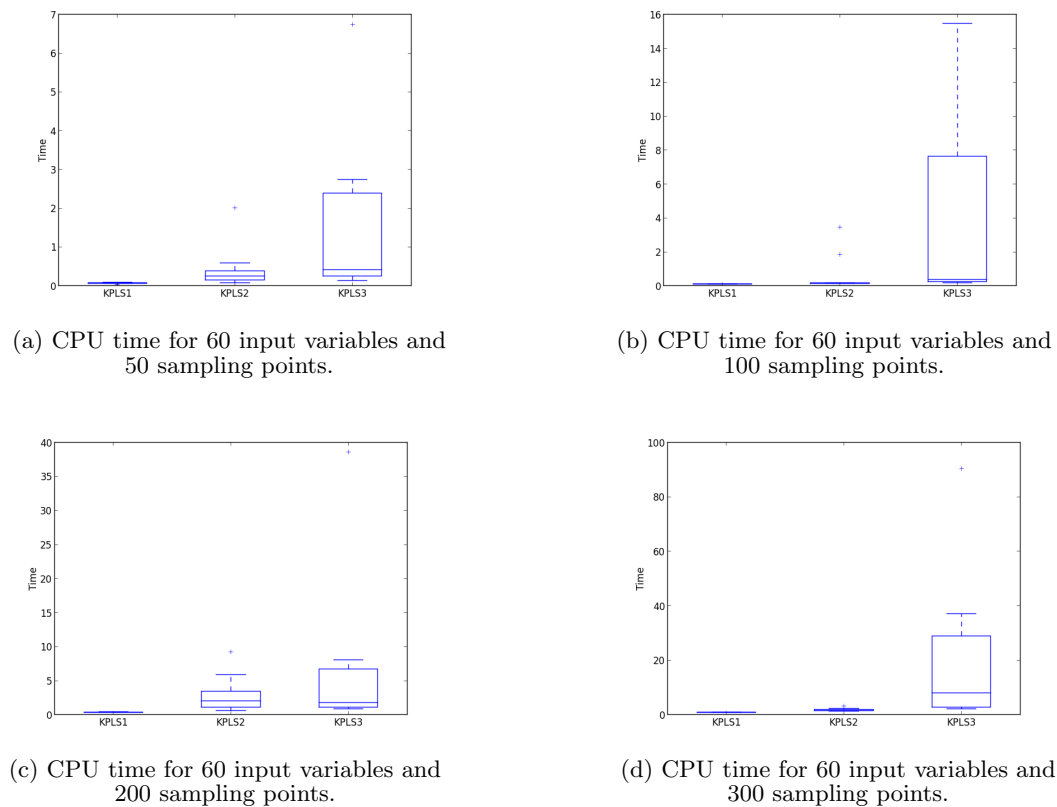 7
6
5
4
3
2
1
0
Time
KPLS1 KPLS2 KPLS3
(a) CPU time for 60 input variables and
50 sampling points.
16
14
12
10
8
6
4
2
0
Time
KPLS1 KPLS2 KPLS3
(b) CPU time for 60 input variables and
100 sampling points.
40
35
30
25
20
15
10
5
0
Time
KPLS1 KPLS2 KPLS3
(c) CPU time for 60 input variables and
200 sampling points.
100
80
60
40
20
0
Time
KPLS1 KPLS2 KPLS3
(d) CPU time for 60 input variables and
300 sampling points.